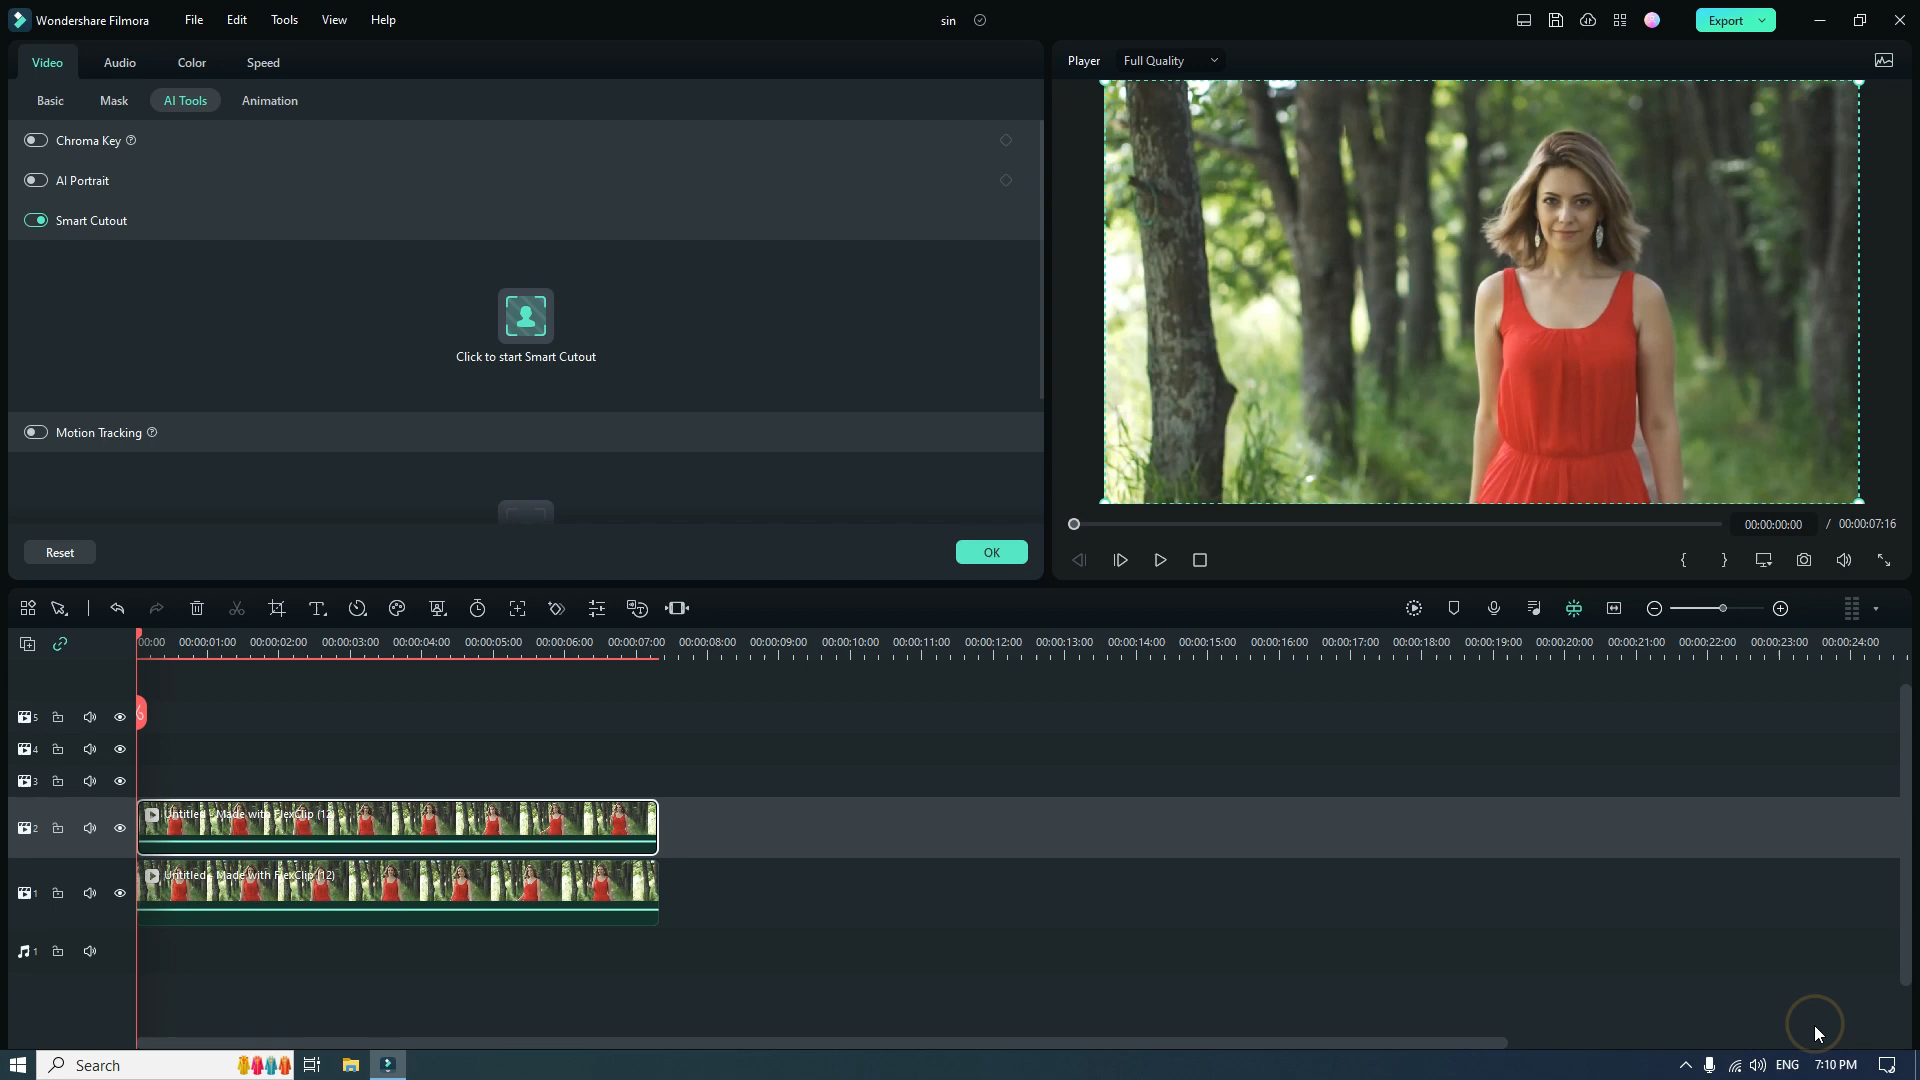 Wondershare Filmora File Edit Tools View Help sin Export
Video Audio Color Speed
Player Full Quality
Basic Mask AI Tools Animation
Chroma Key
AI Portrait
Smart Cutout
Click to start Smart Cutout
Motion Tracking
00:00:00:00 / 00:00:07:16
Reset OK
00:00 00:00:01:00 00:00:02:00 00:00:03:00 00:00:04:00 00:00:05:00 00:00:06:00 00:00:07:00 00:00:08:00 00:00:09:00 00:00:10:00 00:00:11:00 00:00:12:00 00:00:13:00 00:00:14:00 00:00:15:00 00:00:16:00 00:00:17:00 00:00:18:00 00:00:19:00 00:00:20:00 00:00:21:00 00:00:22:00 00:00:23:00 00:00:24:00
5
4
3
Untitled - Made with FlexClip (12)
2
Untitled - Made with FlexClip (12)
1
1
Search ENG 7:10 PM